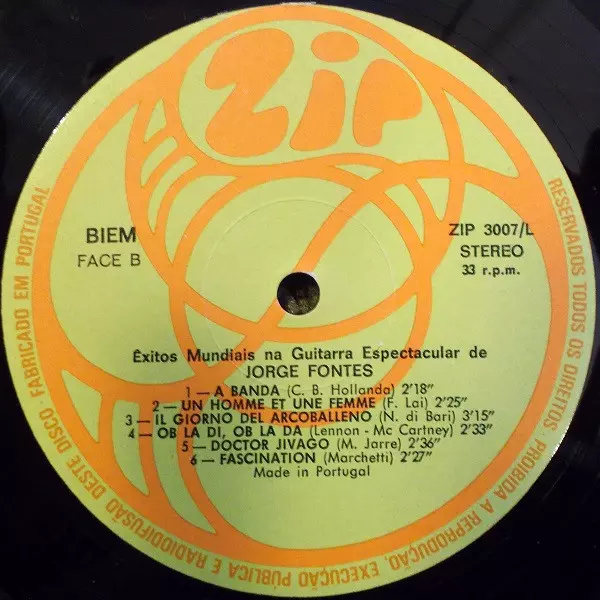 ZIP
BIEM
FACE B
ZIP 3007/L
STEREO
33 r.p.m.
Êxitos Mundiais na Guitarra Espectacular de
JORGE FONTES
1 — A BANDA (C. B. Hollanda) 2'18"
2 — UN HOMME ET UNE FEMME (F. Lai) 2'25"
3 — IL GIORNO DEL ARCOBALLENO (N. di Bari) 3'15"
4 — OB LA DI, OB LA DA (Lennon - Mc Cartney) 2'33"
5 — DOCTOR JIVAGO (M. Jarre) 2'36"
6 — FASCINATION (Marchetti) 2'27"
Made in Portugal
RESERVADOS TODOS OS DIREITOS. PROIBIDA A REPRODUÇÃO, EXECUÇÃO PÚBLICA E RADIODIFUSÃO DESTE DISCO · FABRICADO EM PORTUGAL